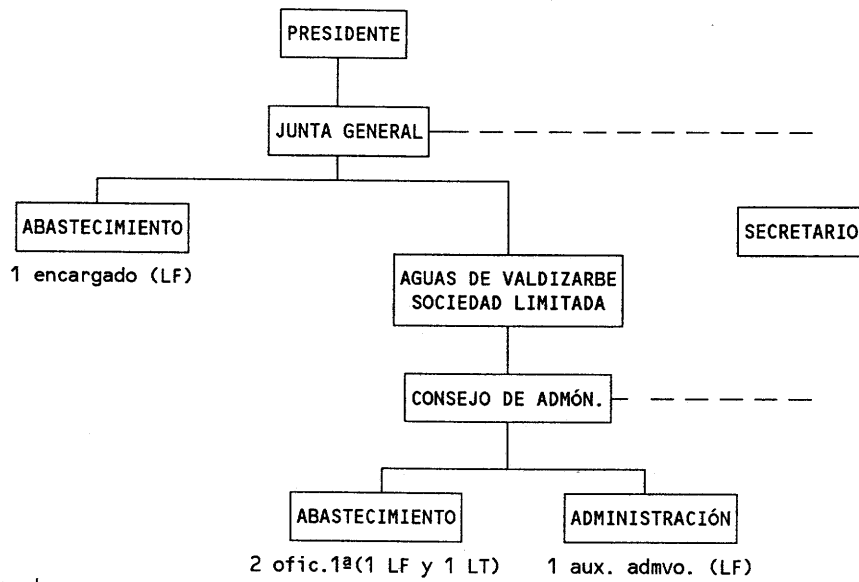 PRESIDENTE
JUNTA GENERAL
ABASTECIMIENTO
SECRETARIO
1 encargado (LF)
AGUAS DE VALDIZARBE
SOCIEDAD LIMITADA
CONSEJO DE ADMÓN.
ABASTECIMIENTO
ADMINISTRACIÓN
2 ofic.1ª(1 LF y 1 LT)
1 aux. admvo. (LF)